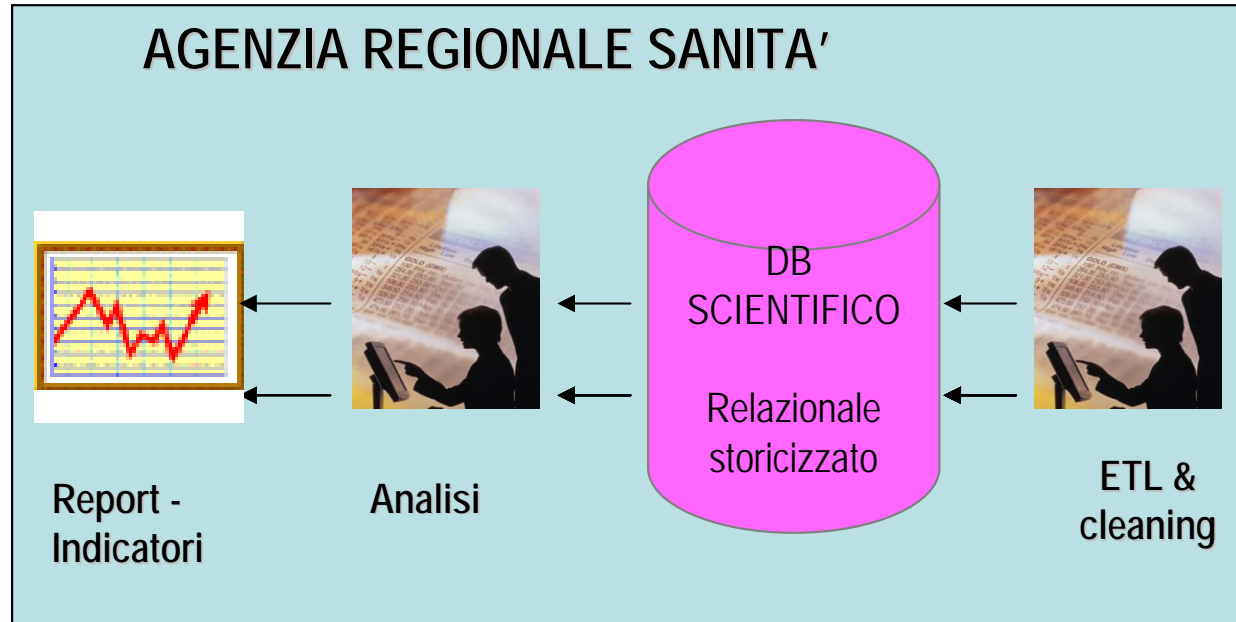 AGENZIA REGIONALE SANITA'
DB
SCIENTIFICO
Relazionale
storicizzato
Report -
Indicatori
Analisi
ETL &
cleaning